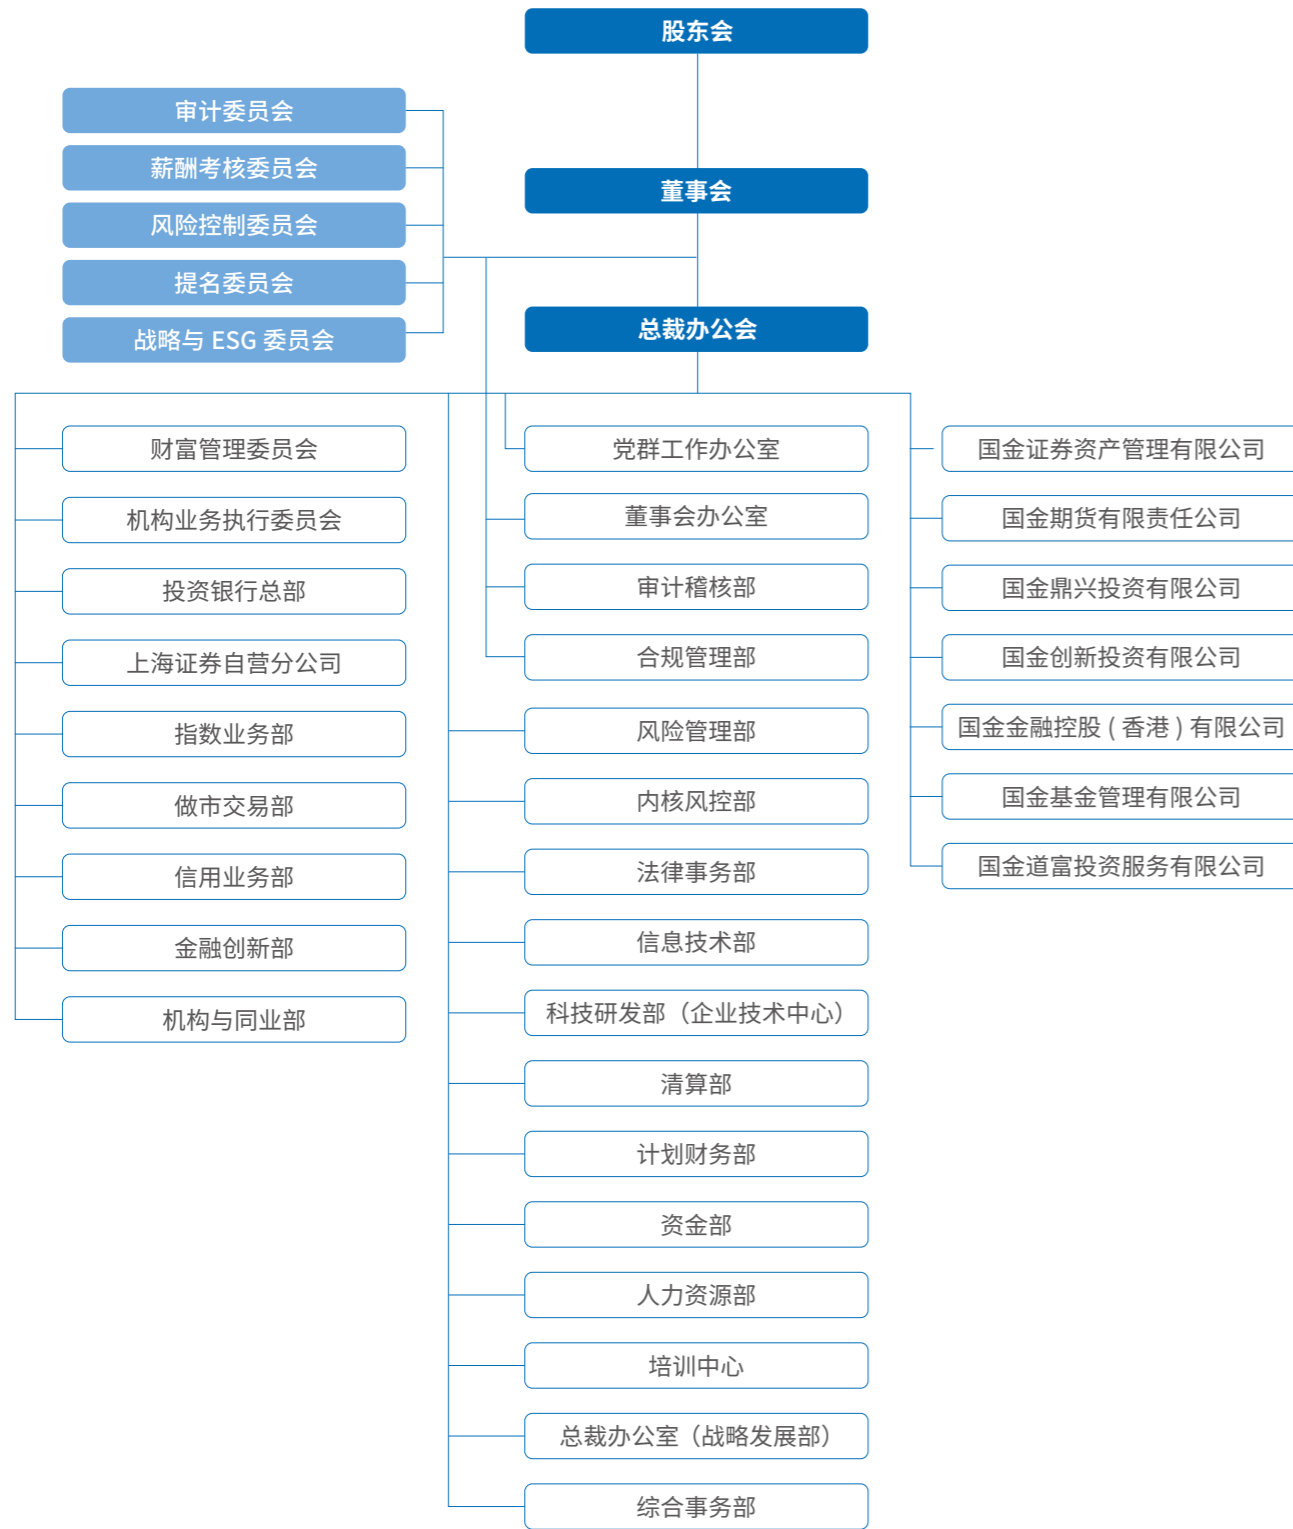 股东会
审计委员会
薪酬考核委员会
风险控制委员会
提名委员会
战略与 ESG 委员会
董事会
总裁办公会
财富管理委员会
机构业务执行委员会
投资银行总部
上海证券自营分公司
指数业务部
做市交易部
信用业务部
金融创新部
机构与同业部
党群工作办公室
董事会办公室
审计稽核部
合规管理部
风险管理部
内核风控部
法律事务部
信息技术部
科技研发部（企业技术中心）
清算部
计划财务部
资金部
人力资源部
培训中心
总裁办公室（战略发展部）
综合事务部
国金证券资产管理有限公司
国金期货有限责任公司
国金鼎兴投资有限公司
国金创新投资有限公司
国金金融控股 ( 香港 ) 有限公司
国金基金管理有限公司
国金道富投资服务有限公司